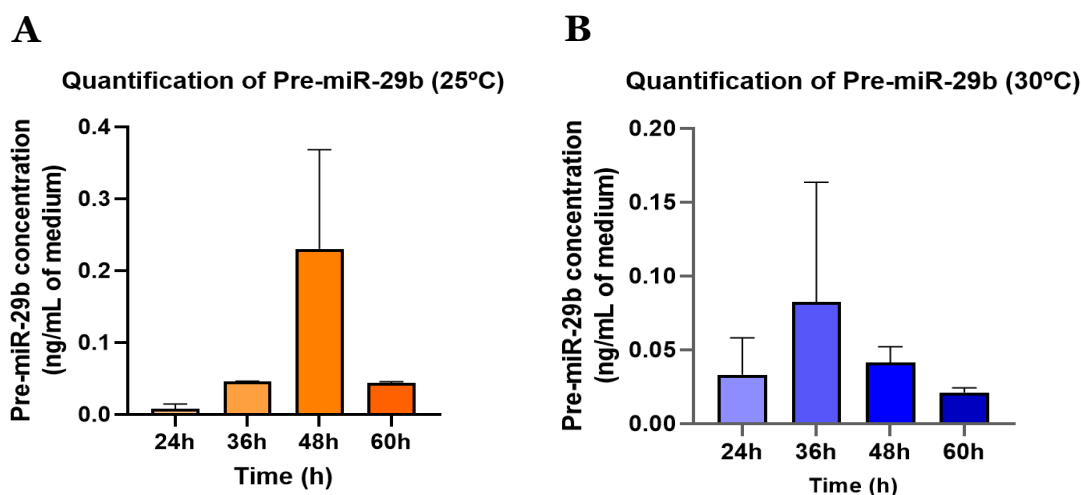 A
Quantification of Pre-miR-29b (25ºC)
Pre-miR-29b concentration
(ng/mL of medium)
0.4
0.3
0.2
0.1
0.0
24h 36h 48h 60h
Time (h)
B
Quantification of Pre-miR-29b (30ºC)
Pre-miR-29b concentration
(ng/mL of medium)
0.20
0.15
0.10
0.05
0.00
24h 36h 48h 60h
Time (h)